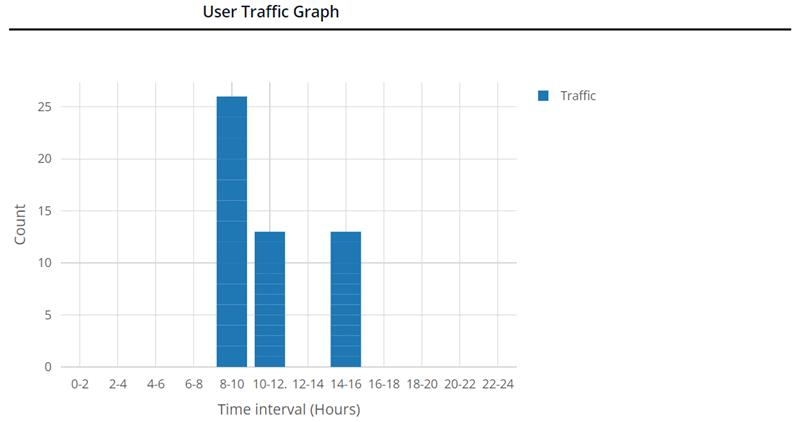 User Traffic Graph
Traffic
25
20
15
10
5
0
Count
0-2 2-4 4-6 6-8 8-10 10-12. 12-14 14-16 16-18 18-20 20-22 22-24
Time interval (Hours)